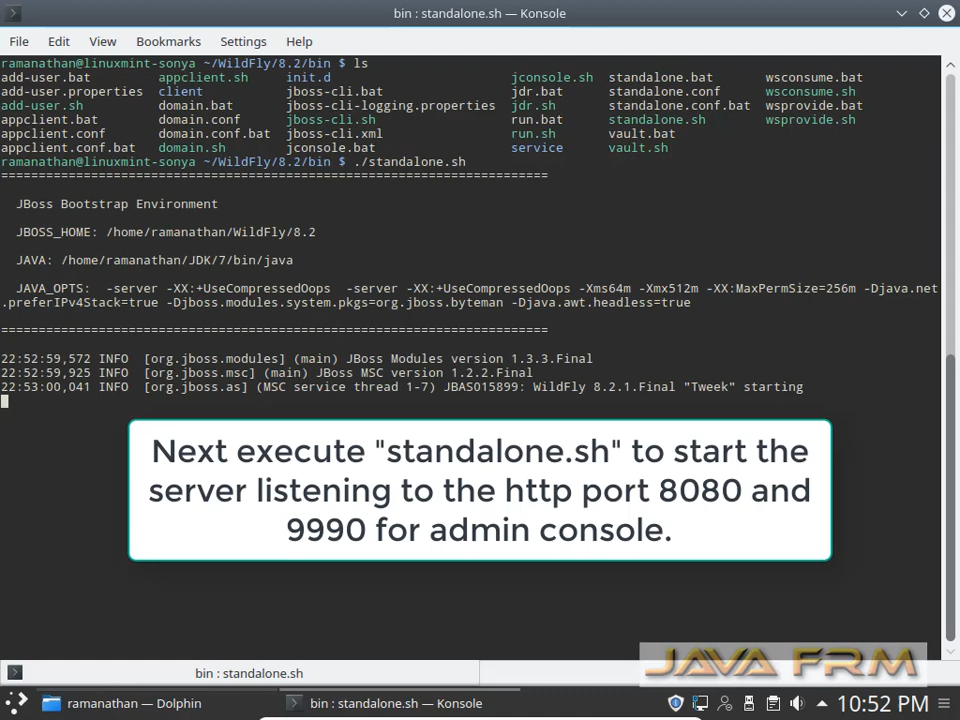 bin : standalone.sh — Konsole
File Edit View Bookmarks Settings Help
ramanathan@linuxmint-sonya ~/WildFly/8.2/bin $ ls
add-user.bat appclient.sh init.d jconsole.sh standalone.bat wsconsume.bat
add-user.properties client jboss-cli.bat jdr.bat standalone.conf wsconsume.sh
add-user.sh domain.bat jboss-cli-logging.properties jdr.sh standalone.conf.bat wsprovide.bat
appclient.bat domain.conf jboss-cli.sh run.bat standalone.sh wsprovide.sh
appclient.conf domain.conf.bat jboss-cli.xml run.sh vault.bat
appclient.conf.bat domain.sh jconsole.bat service vault.sh
ramanathan@linuxmint-sonya ~/WildFly/8.2/bin $ ./standalone.sh
=========================================================================
JBoss Bootstrap Environment
JBOSS_HOME: /home/ramanathan/WildFly/8.2
JAVA: /home/ramanathan/JDK/7/bin/java
JAVA_OPTS: -server -XX:+UseCompressedOops -server -XX:+UseCompressedOops -Xms64m -Xmx512m -XX:MaxPermSize=256m -Djava.net
.preferIPv4Stack=true -Djboss.modules.system.pkgs=org.jboss.byteman -Djava.awt.headless=true
=========================================================================
22:52:59,572 INFO [org.jboss.modules] (main) JBoss Modules version 1.3.3.Final
22:52:59,925 INFO [org.jboss.msc] (main) JBoss MSC version 1.2.2.Final
22:53:00,041 INFO [org.jboss.as] (MSC service thread 1-7) JBAS015899: WildFly 8.2.1.Final "Tweek" starting
Next execute "standalone.sh" to start the
server listening to the http port 8080 and
9990 for admin console.
bin : standalone.sh
JAVA FRM
ramanathan — Dolphin
bin : standalone.sh — Konsole
10:52 PM